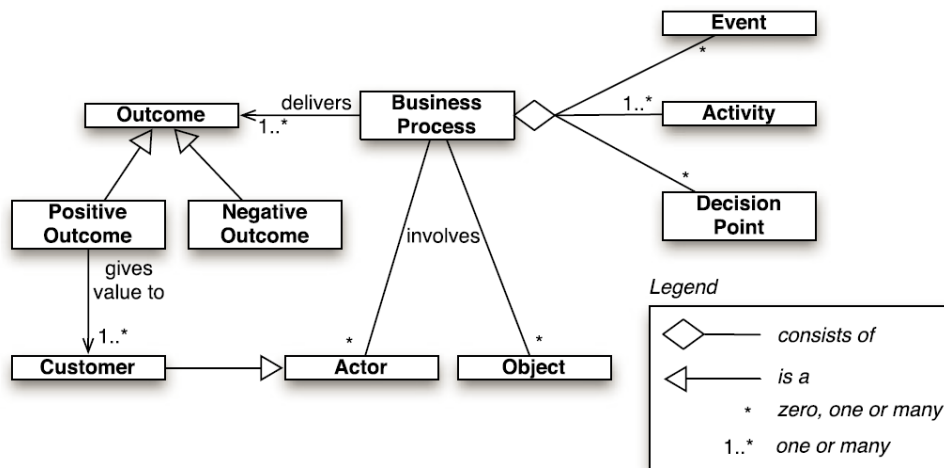 Event
*
delivers
Business
Process
1..*
Activity
Outcome
1..*
*
Positive
Outcome
Negative
Outcome
Decision
Point
involves
gives
value to
Legend
1..*
*
*
consists of
Customer
Actor
Object
is a
* zero, one or many
1..* one or many